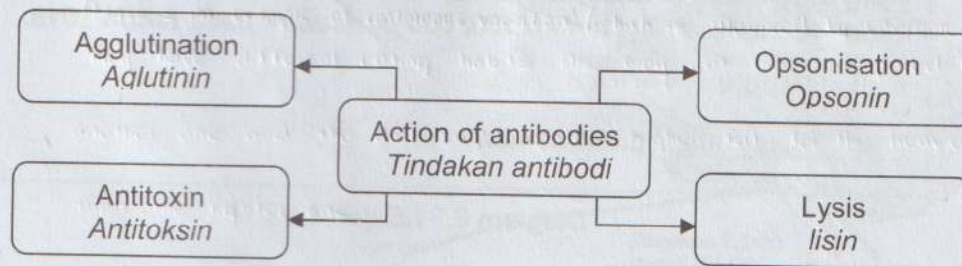 Agglutination
Aglutinin
Opsonisation
Opsonin
Action of antibodies
Tindakan antibodi
Antitoxin
Antitoksin
Lysis
lisin